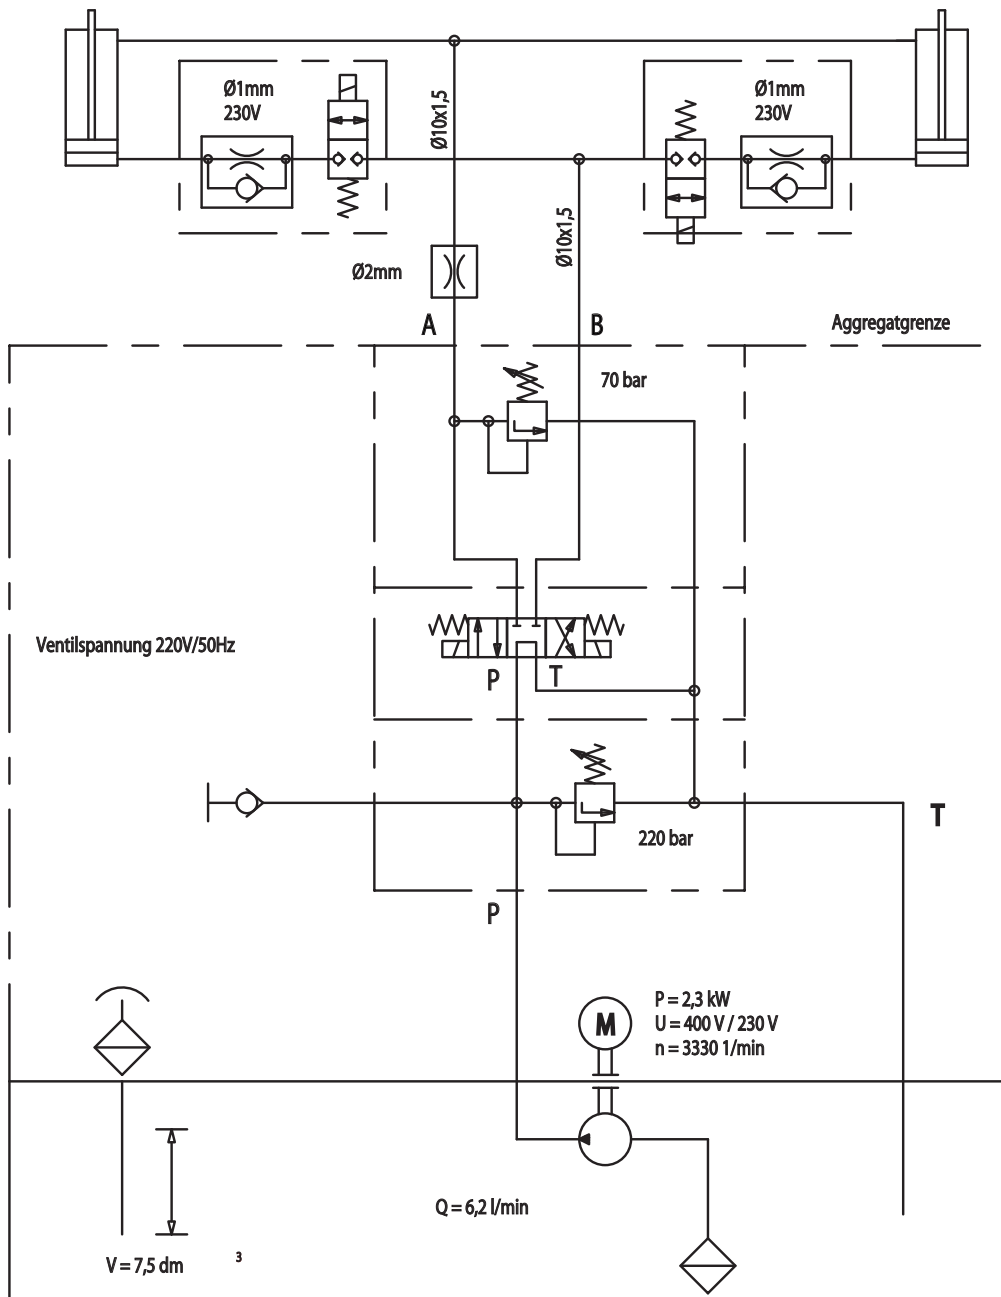 Ø1mm
230V
Ø10x1,5
Ø1mm
230V
Ø10x1,5
Ø2mm
A
B
Aggregatgrenze
70 bar
Ventilspannung 220V/50Hz
P
T
T
220 bar
P
M
P = 2,3 kW
U = 400 V / 230 V
n = 3330 1/min
Q = 6,2 l/min
V = 7,5 dm 3